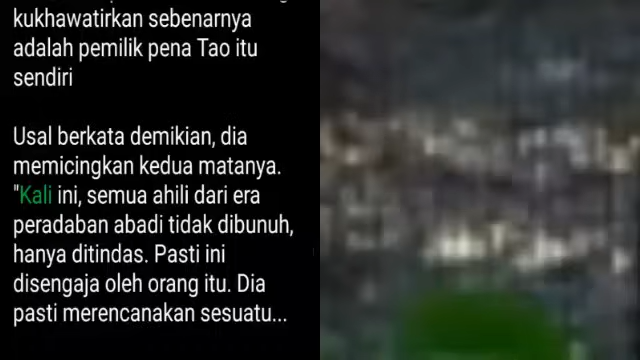 kukhawatirkan sebenarnya
adalah pemilik pena Tao itu
sendiri
Usal berkata demikian, dia
memicingkan kedua matanya.
"Kali ini, semua ahili dari era
peradaban abadi tidak dibunuh,
hanya ditindas. Pasti ini
disengaja oleh orang itu. Dia
pasti merencanakan sesuatu...